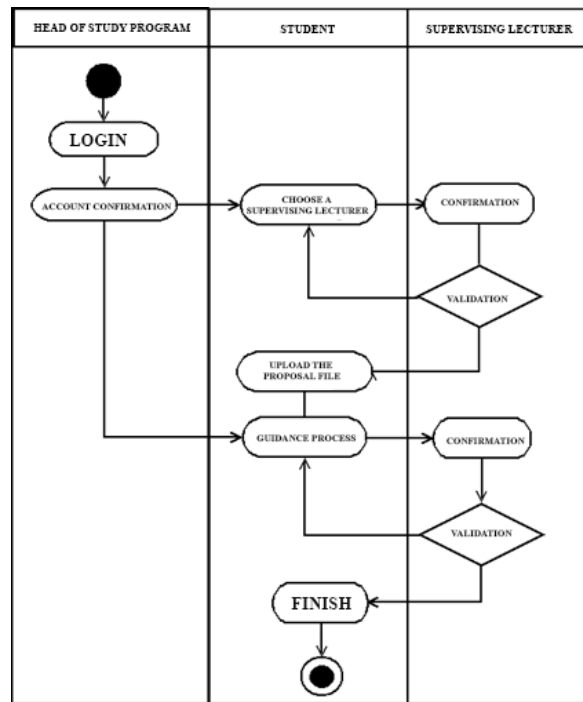 HEAD OF STUDY PROGRAM
STUDENT
SUPERVISING LECTURER
LOGIN
ACCOUNT CONFIRMATION
CHOOSE A
SUPERVISING LECTURER
CONFIRMATION
VALIDATION
UPLOAD THE
PROPOSAL FILE
GUIDANCE PROCESS
CONFIRMATION
VALIDATION
FINISH